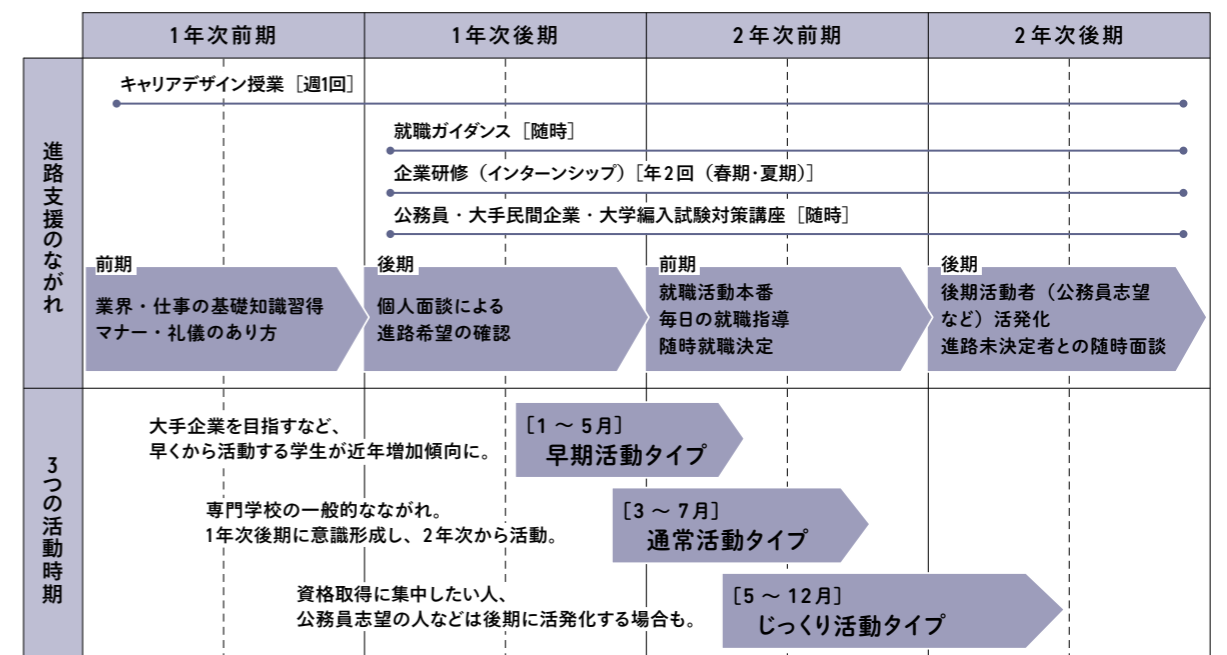 1年次前期
1年次後期
2年次前期
2年次後期
進路支援のながれ
キャリアデザイン授業［週1回］
就職ガイダンス［随時］
企業研修（インターンシップ）［年2回（春期・夏期）］
公務員・大手民間企業・大学編入試験対策講座［随時］
前期
業界・仕事の基礎知識習得
マナー・礼儀のあり方
後期
個人面談による
進路希望の確認
前期
就職活動本番
毎日の就職指導
随時就職決定
後期
後期活動者（公務員志望
など）活発化
進路未決定者との随時面談
3つの活動時期
大手企業を目指すなど、
早くから活動する学生が近年増加傾向に。
［1 〜 5月］
早期活動タイプ
専門学校の一般的なながれ。
1年次後期に意識形成し、2年次から活動。
［3 〜 7月］
通常活動タイプ
資格取得に集中したい人、
公務員志望の人などは後期に活発化する場合も。
［5 〜 12月］
じっくり活動タイプ